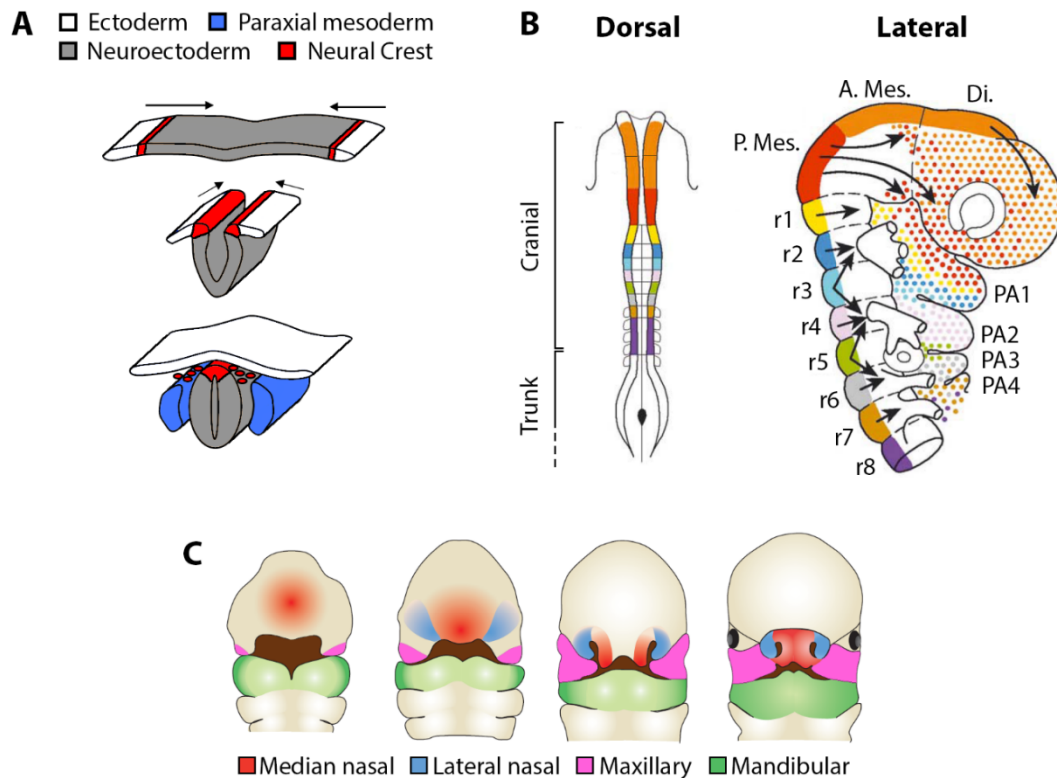 A
Ectoderm Paraxial mesoderm
Neuroectoderm Neural Crest
B
Dorsal
Lateral
Cranial
Trunk
A. Mes.
Di.
P. Mes.
r1
r2
r3
r4
r5
r6
r7
r8
PA1
PA2
PA3
PA4
C
Median nasal Lateral nasal Maxillary Mandibular